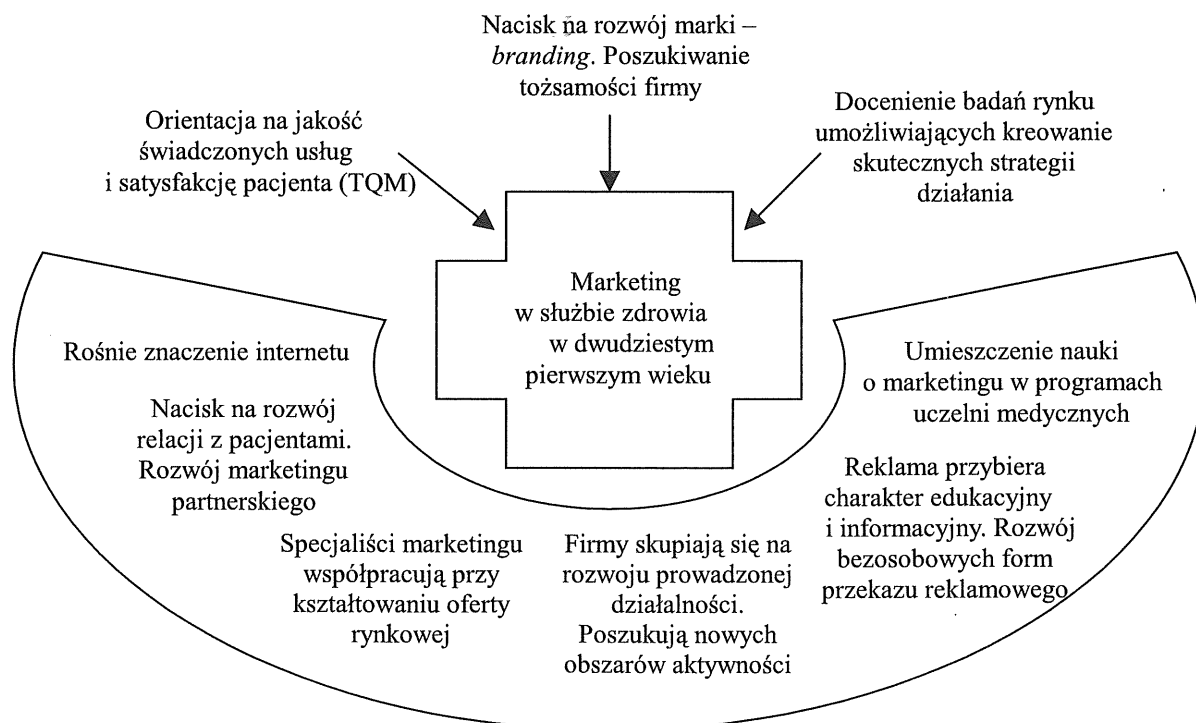 Nacisk na rozwój marki –
branding. Poszukiwanie
tożsamości firmy
Orientacja na jakość
świadczonych usług
i satysfakcję pacjenta (TQM)
Docenienie badań rynku
umożliwiających kreowanie
skutecznych strategii
działania
Marketing
w służbie zdrowia
w dwudziestym
pierwszym wieku
Rośnie znaczenie internetu
Nacisk na rozwój
relacji z pacjentami.
Rozwój marketingu
partnerskiego
Specjaliści marketingu
współpracują przy
kształtowaniu oferty
rynkowej
Firmy skupiają się na
rozwoju prowadzonej
działalności.
Poszukują nowych
obszarów aktywności
Umieszczenie nauki
o marketingu w programach
uczelni medycznych
Reklama przybiera
charakter edukacyjny
i informacyjny. Rozwój
bezosobowych form
przekazu reklamowego